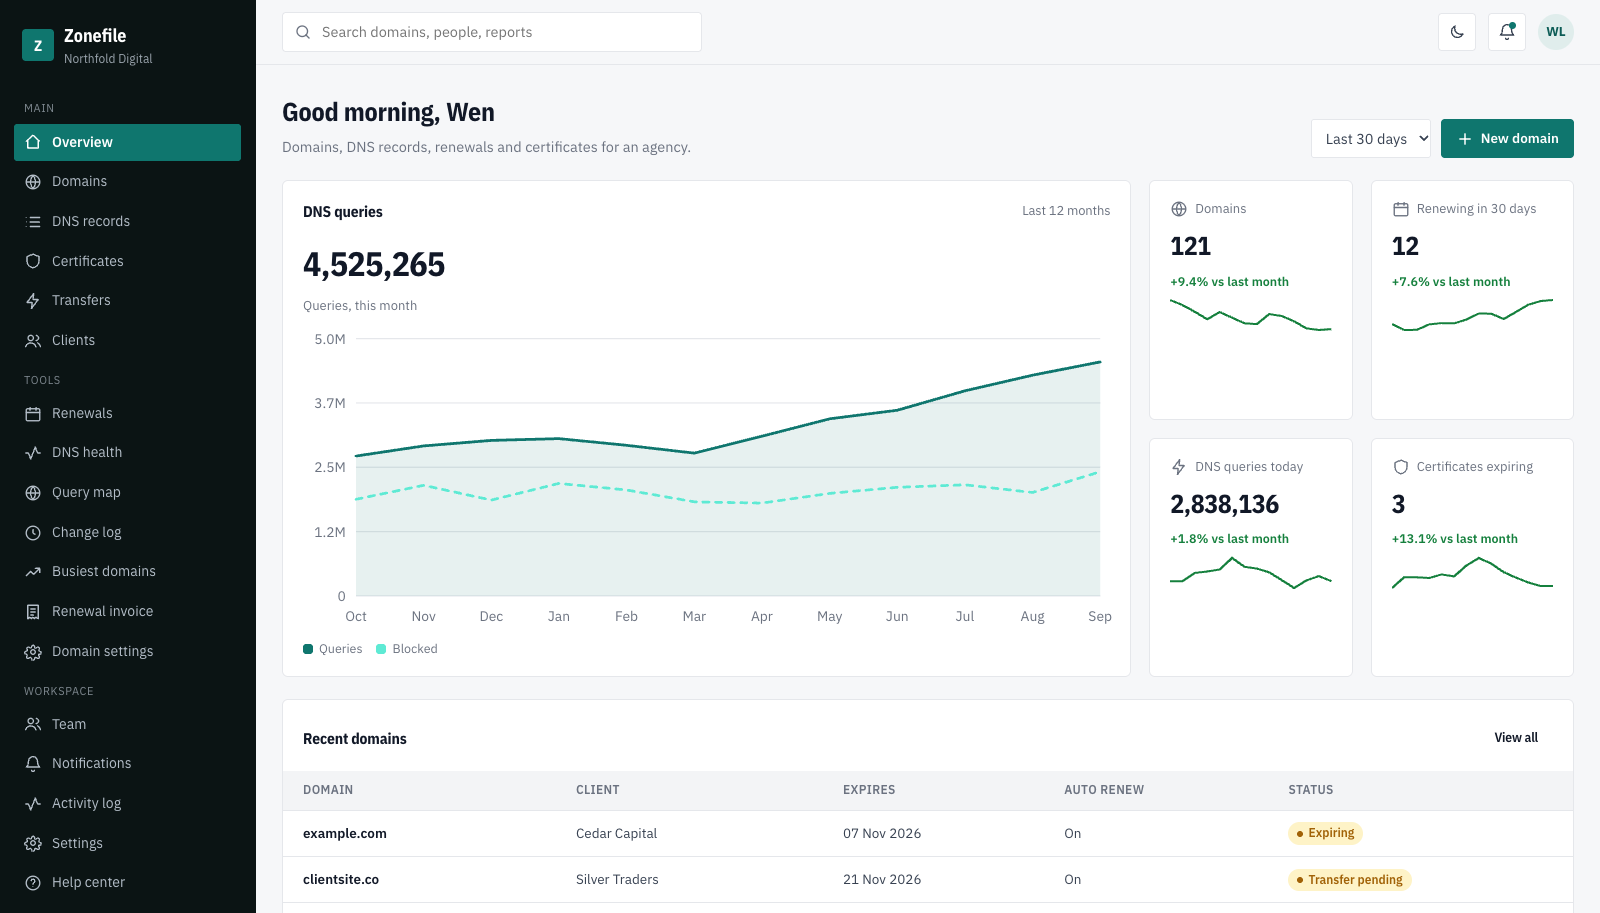 Z
Zonefile
Northfold Digital
MAIN
Overview
Domains
DNS records
Certificates
Transfers
Clients
TOOLS
Renewals
DNS health
Query map
Change log
Busiest domains
Renewal invoice
Domain settings
WORKSPACE
Team
Notifications
Activity log
Settings
Help center
Search domains, people, reports
WL
Good morning, Wen
Domains, DNS records, renewals and certificates for an agency.
Last 30 days
New domain
DNS queries
Last 12 months
4,525,265
Queries, this month
5.0M
3.7M
2.5M
1.2M
0
Oct Nov Dec Jan Feb Mar Apr May Jun Jul Aug Sep
Queries Blocked
Domains
121
+9.4% vs last month
Renewing in 30 days
12
+7.6% vs last month
DNS queries today
2,838,136
+1.8% vs last month
Certificates expiring
3
+13.1% vs last month
Recent domains
View all
DOMAIN CLIENT EXPIRES AUTO RENEW STATUS
example.com Cedar Capital 07 Nov 2026 On Expiring
clientsite.co Silver Traders 21 Nov 2026 On Transfer pending